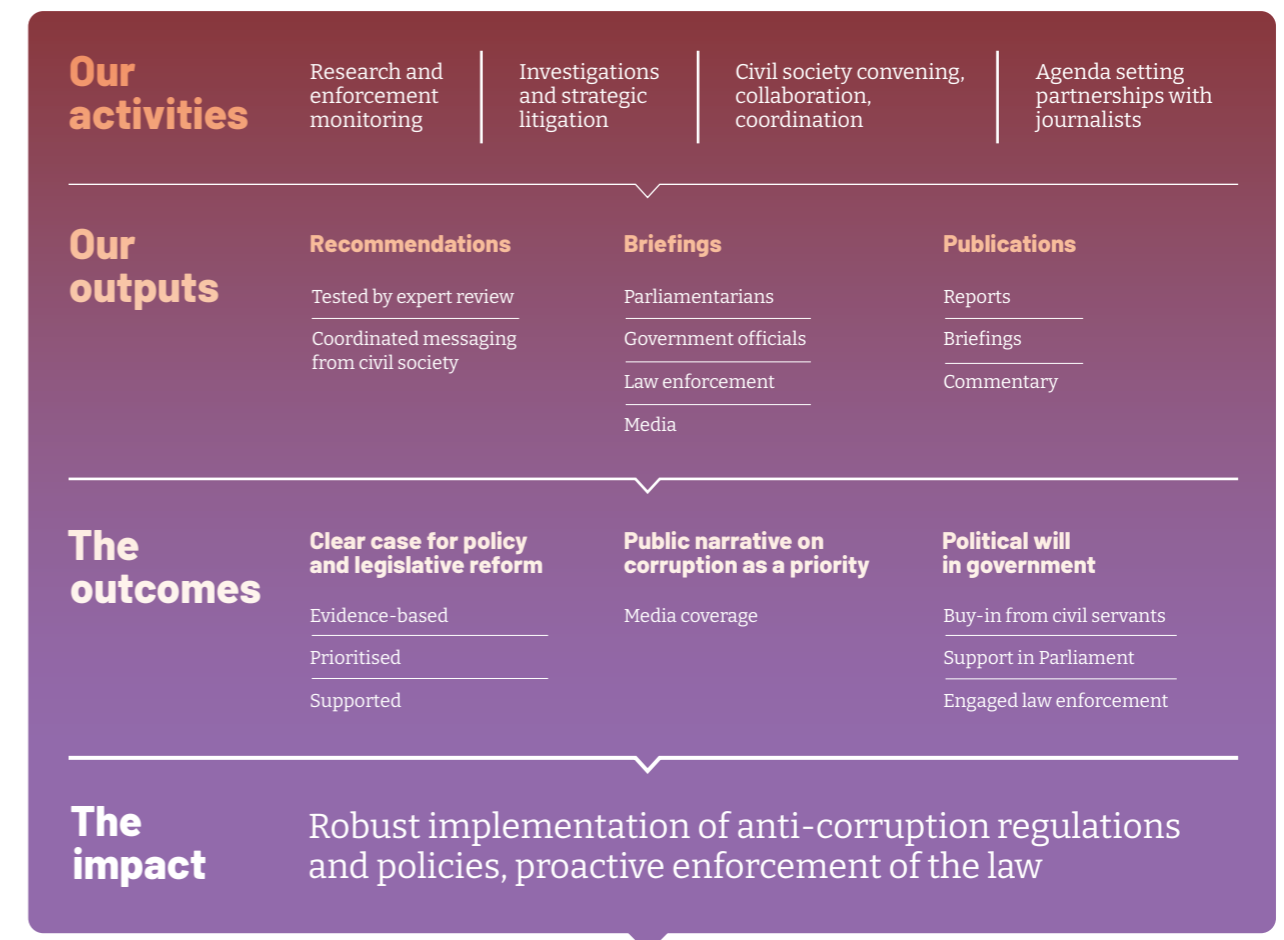 Our
activities
Research and
enforcement
monitoring
Investigations
and strategic
litigation
Civil society convening,
collaboration,
coordination
Agenda setting
partnerships with
journalists
Our
outputs
Recommendations
Tested by expert review
Coordinated messaging
from civil society
Briefings
Parliamentarians
Government officials
Law enforcement
Media
Publications
Reports
Briefings
Commentary
The
outcomes
Clear case for policy
and legislative reform
Evidence-based
Prioritised
Supported
Public narrative on
corruption as a priority
Media coverage
Political will
in government
Buy-in from civil servants
Support in Parliament
Engaged law enforcement
The
impact
Robust implementation of anti-corruption regulations
and policies, proactive enforcement of the law